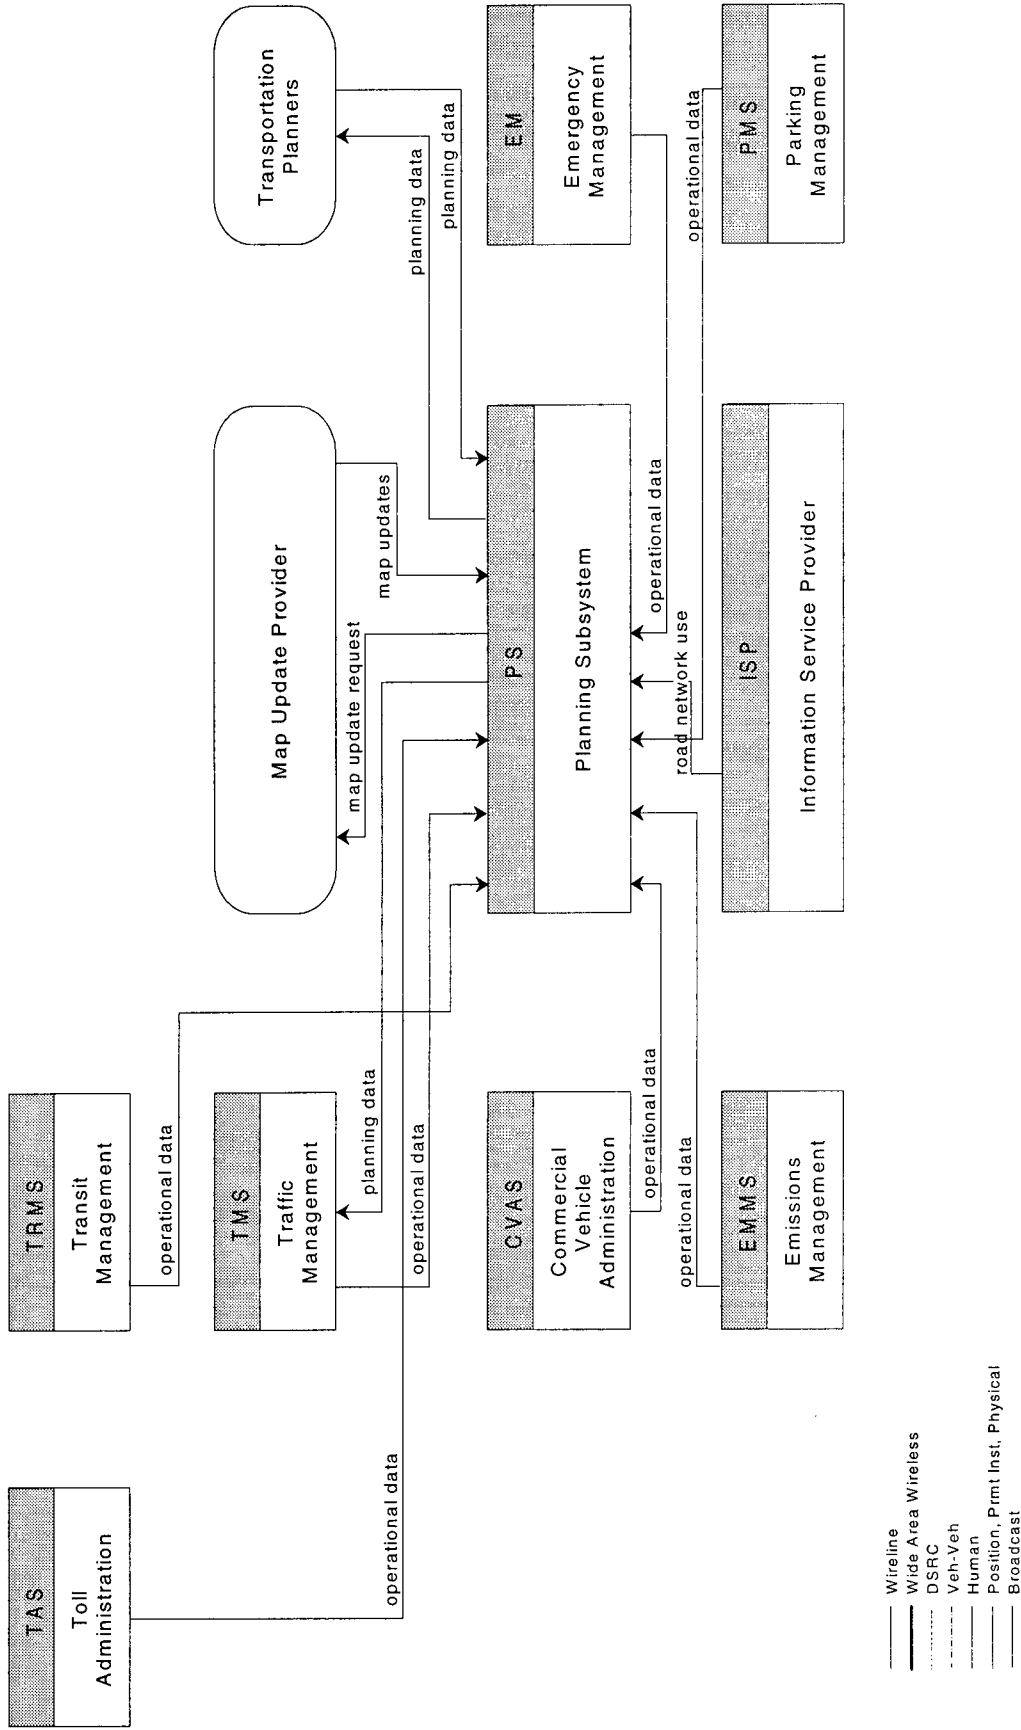 TAS
Toll
Administration
operational data
TRMS
Transit
Management
operational data
TMS
Traffic
Management
planning data
operational data
CVAS
Commercial
Vehicle
Administration
operational data
EMMS
Emissions
Management
operational data
Map Update Provider
map update request
map updates
PS
Planning Subsystem
operational data
road network use
ISP
Information Service Provider
Transportation
Planners
planning data
planning data
EM
Emergency
Management
operational data
PMS
Parking
Management
Wireline
Wide Area Wireless
DSRC
Veh-Veh
Human
Position, Prmt Inst, Physical
Broadcast